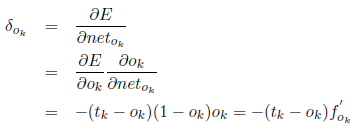 δ_{o_k} = ∂E / ∂net_{o_k}
= ∂E / ∂o_k ∂o_k / ∂net_{o_k}
= −(t_k − o_k)(1 − o_k)o_k = −(t_k − o_k)f′_{o_k}